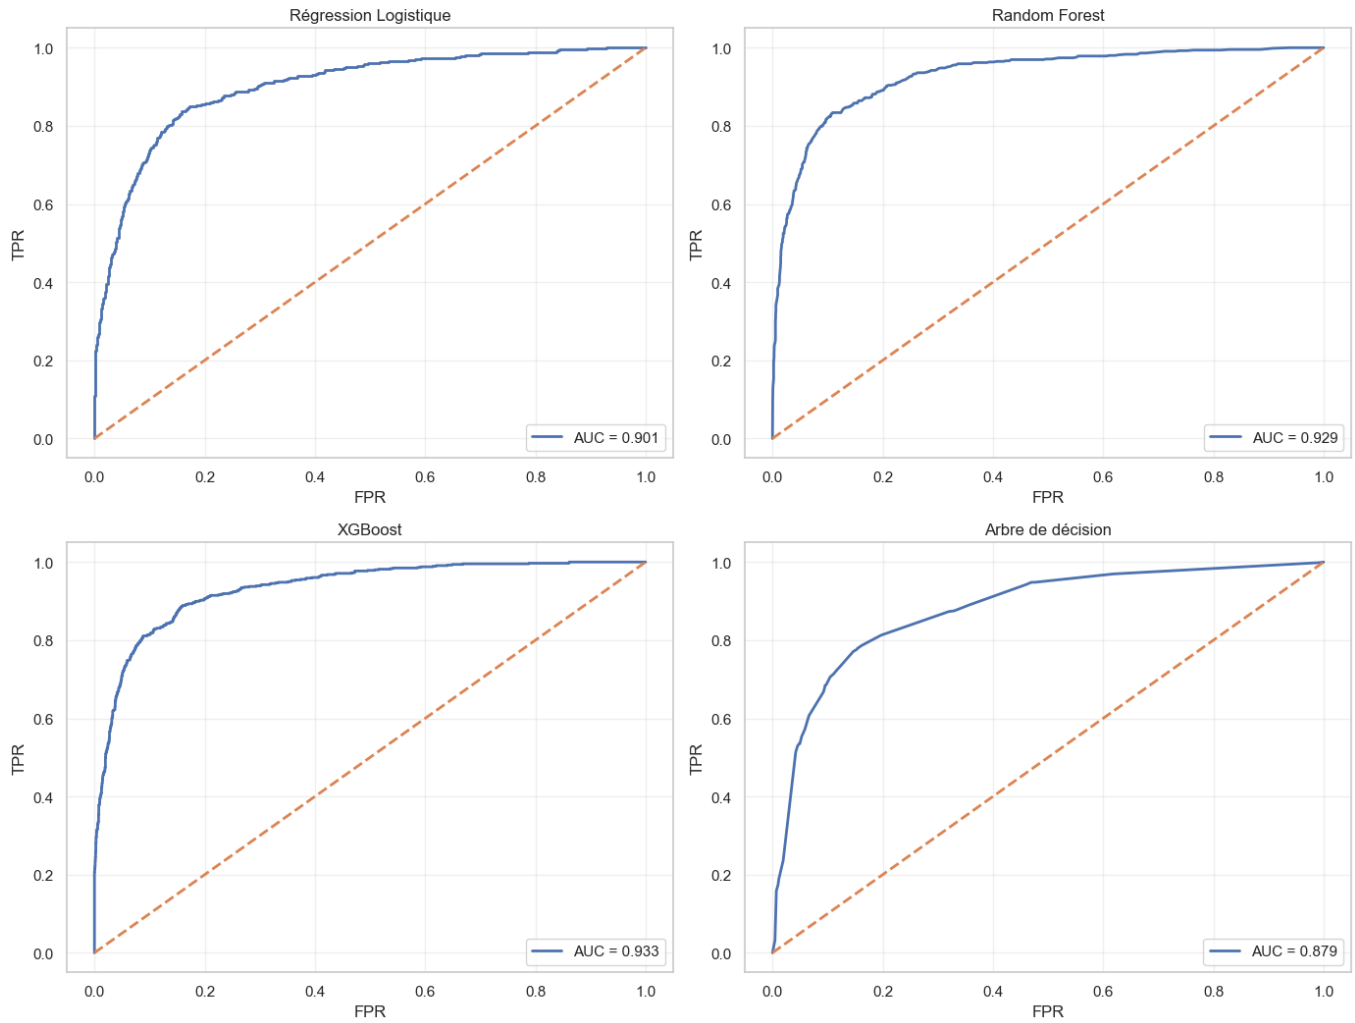 Régression Logistique
1.0
0.8
0.6
0.4
0.2
0.0
TPR
0.0 0.2 0.4 0.6 0.8 1.0
FPR
AUC = 0.901
Random Forest
1.0
0.8
0.6
0.4
0.2
0.0
TPR
0.0 0.2 0.4 0.6 0.8 1.0
FPR
AUC = 0.929
XGBoost
1.0
0.8
0.6
0.4
0.2
0.0
TPR
0.0 0.2 0.4 0.6 0.8 1.0
FPR
AUC = 0.933
Arbre de décision
1.0
0.8
0.6
0.4
0.2
0.0
TPR
0.0 0.2 0.4 0.6 0.8 1.0
FPR
AUC = 0.879